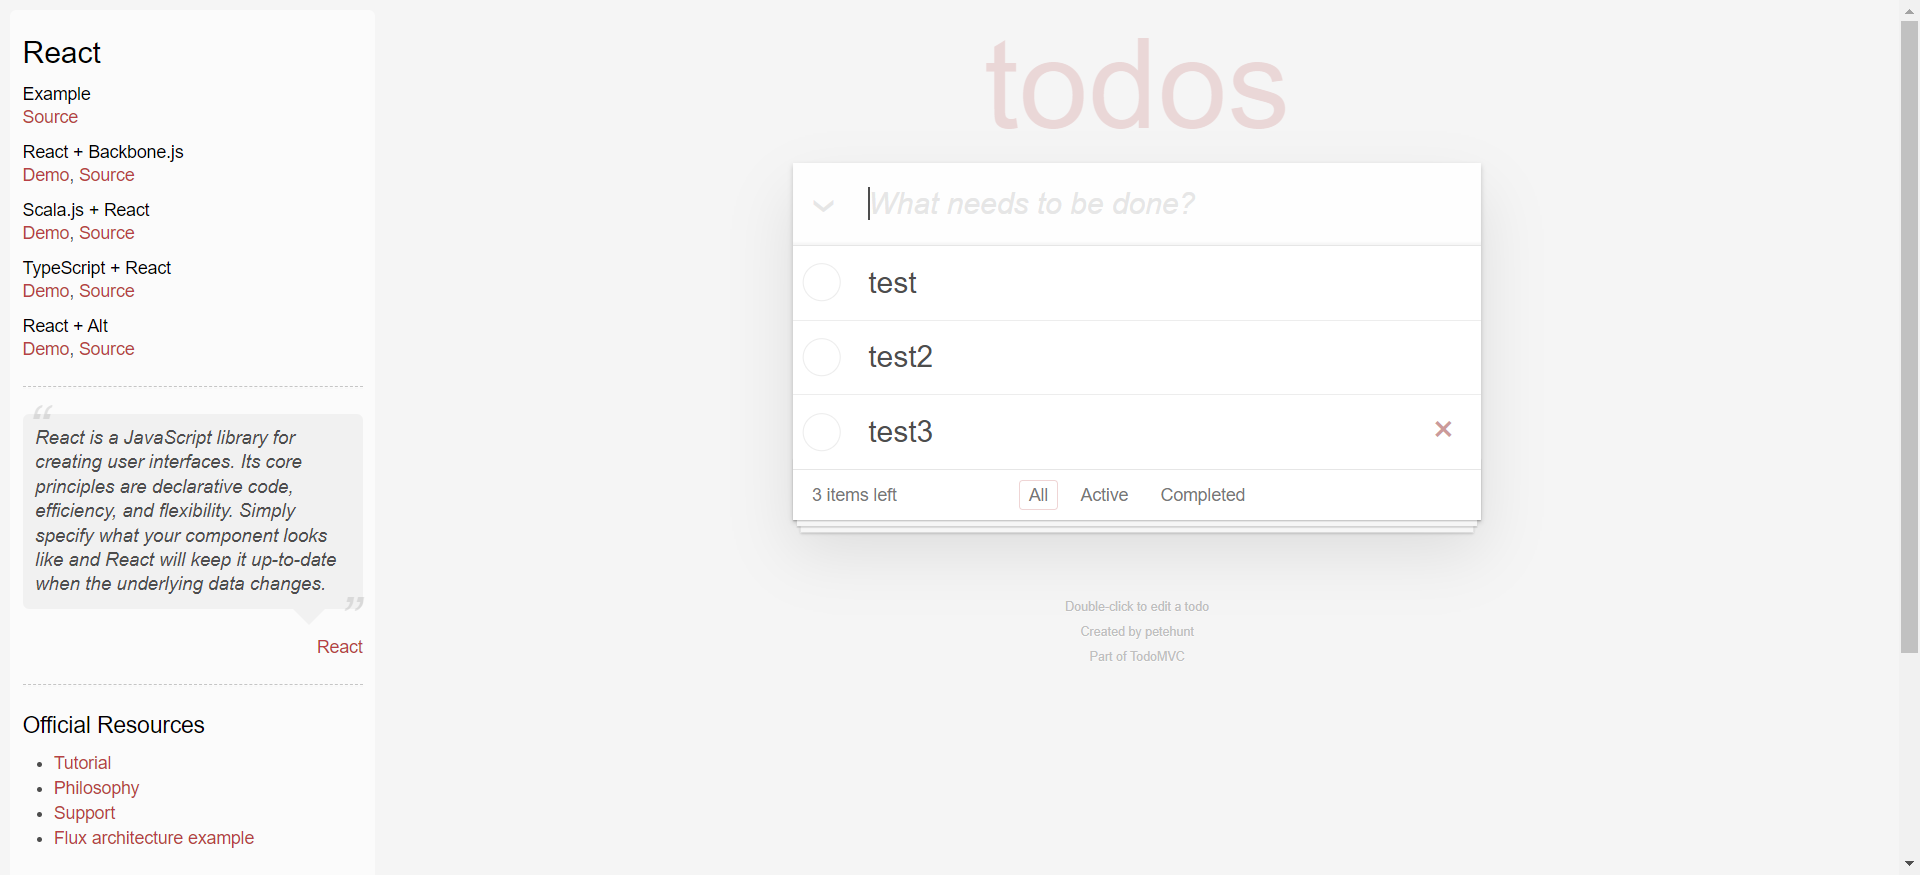 React
Example
Source
React + Backbone.js
Demo, Source
Scala.js + React
Demo, Source
TypeScript + React
Demo, Source
React + Alt
Demo, Source
“
React is a JavaScript library for
creating user interfaces. Its core
principles are declarative code,
efficiency, and flexibility. Simply
specify what your component looks
like and React will keep it up-to-date
when the underlying data changes.
”
React
Official Resources
• Tutorial
• Philosophy
• Support
• Flux architecture example
todos
What needs to be done?
test
test2
test3 ×
3 items left All Active Completed
Double-click to edit a todo
Created by petehunt
Part of TodoMVC